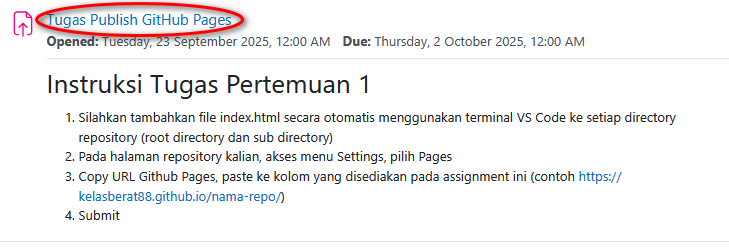 Tugas Publish GitHub Pages
Opened: Tuesday, 23 September 2025, 12:00 AM Due: Thursday, 2 October 2025, 12:00 AM
Instruksi Tugas Pertemuan 1
1. Silahkan tambahkan file index.html secara otomatis menggunakan terminal VS Code ke setiap directory
repository (root directory dan sub directory)
2. Pada halaman repository kalian, akses menu Settings, pilih Pages
3. Copy URL Github Pages, paste ke kolom yang disediakan pada assignment ini (contoh https://
kelasberat88.github.io/nama-repo/)
4. Submit